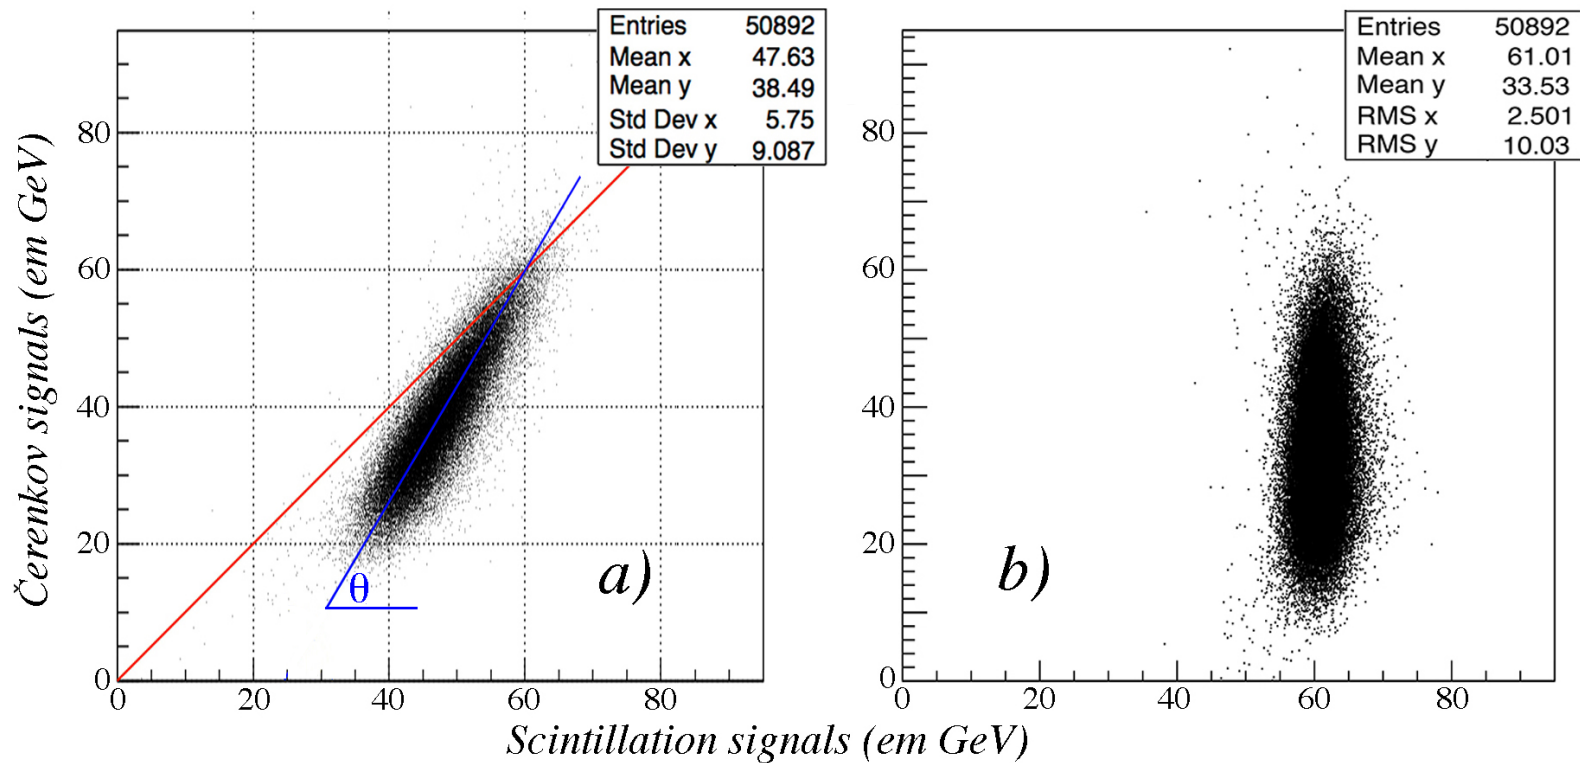 Entries 50892
Mean x 47.63
Mean y 38.49
Std Dev x 5.75
Std Dev y 9.087
Entries 50892
Mean x 61.01
Mean y 33.53
RMS x 2.501
RMS y 10.03
Čerenkov signals (em GeV)
80
60
40
20
0
θ
a)
0 20 40 60 80
80
60
40
20
0
b)
0 20 40 60 80
Scintillation signals (em GeV)